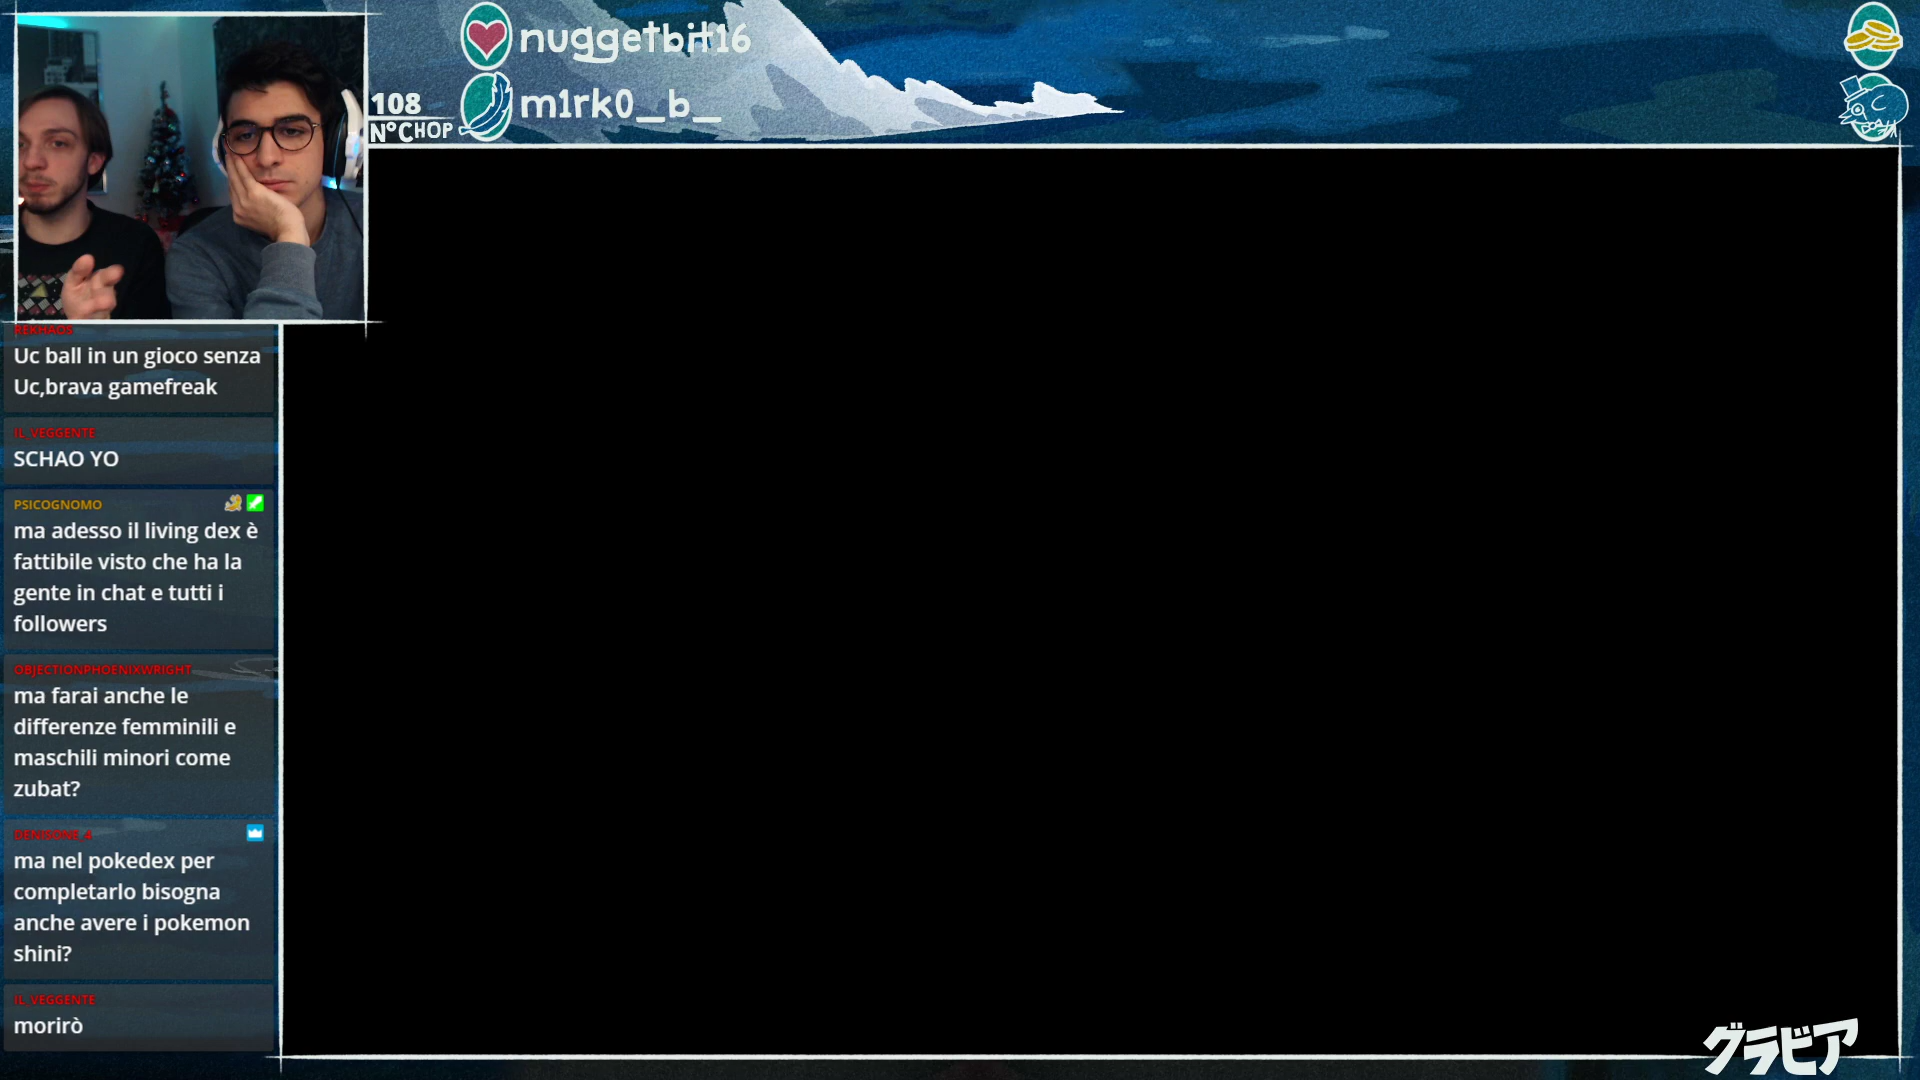 nuggetbit16
108
N°CHOP
m1rk0__b_
REKHAOS
Uc ball in un gioco senza
Uc,brava gamefreak
IL_VEGGENTE
SCHAO YO
PSICOGNOMO
ma adesso il living dex è
fattibile visto che ha la
gente in chat e tutti i
followers
OBJECTIONPHOENIXWRIGHT
ma farai anche le
differenze femminili e
maschili minori come
zubat?
ma nel pokedex per
completarlo bisogna
anche avere i pokemon
shini?
IL_VEGGENTE
morirò
グラビア